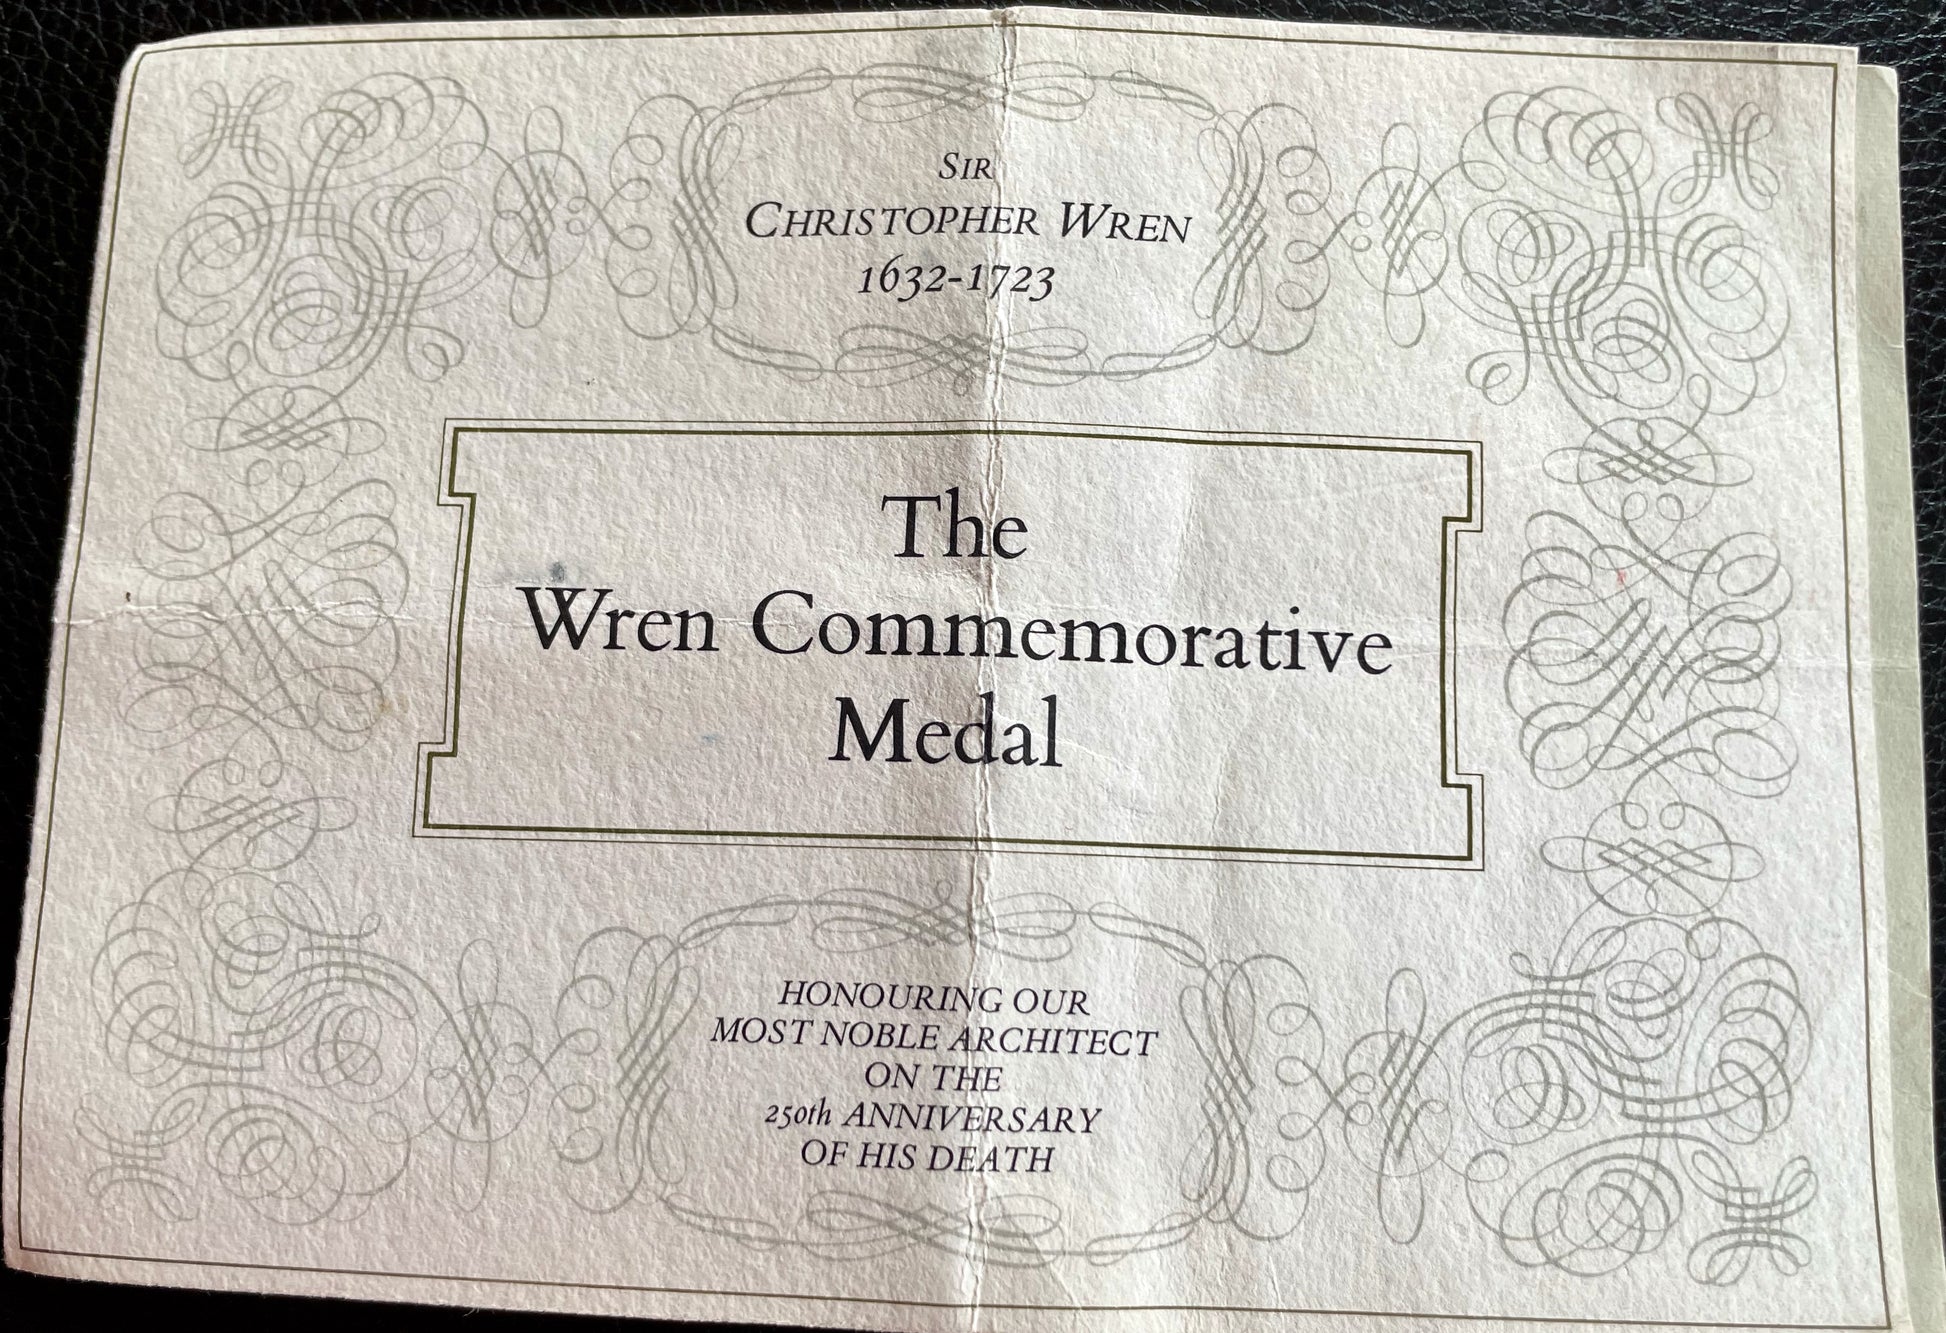 SIR
CHRISTOPHER WREN
1632-1723
The
Wren Commemorative
Medal
HONOURING OUR
MOST NOBLE ARCHITECT
ON THE
250th ANNIVERSARY
OF HIS DEATH